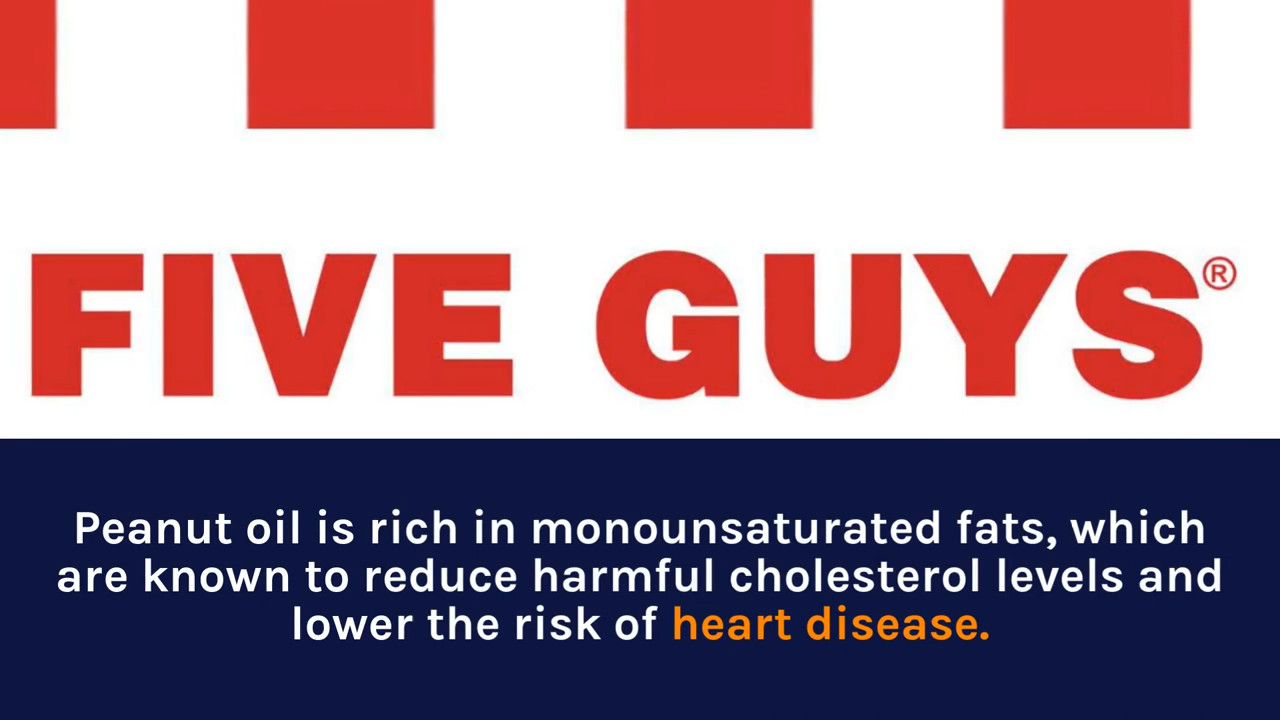 FIVE GUYS®
Peanut oil is rich in monounsaturated fats, which
are known to reduce harmful cholesterol levels and
lower the risk of heart disease.